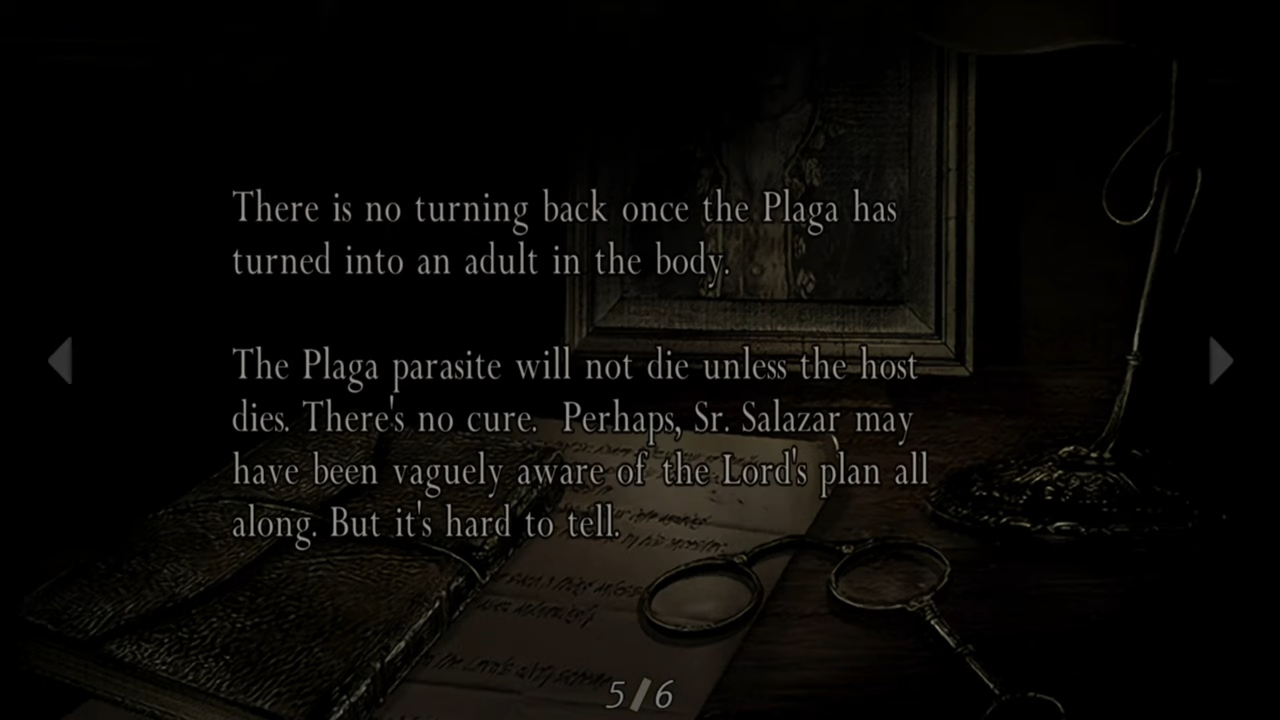 There is no turning back once the Plaga has
turned into an adult in the body.
The Plaga parasite will not die unless the host
dies. There's no cure.  Perhaps, Sr. Salazar may
have been vaguely aware of the Lord's plan all
along. But it's hard to tell.
5/6